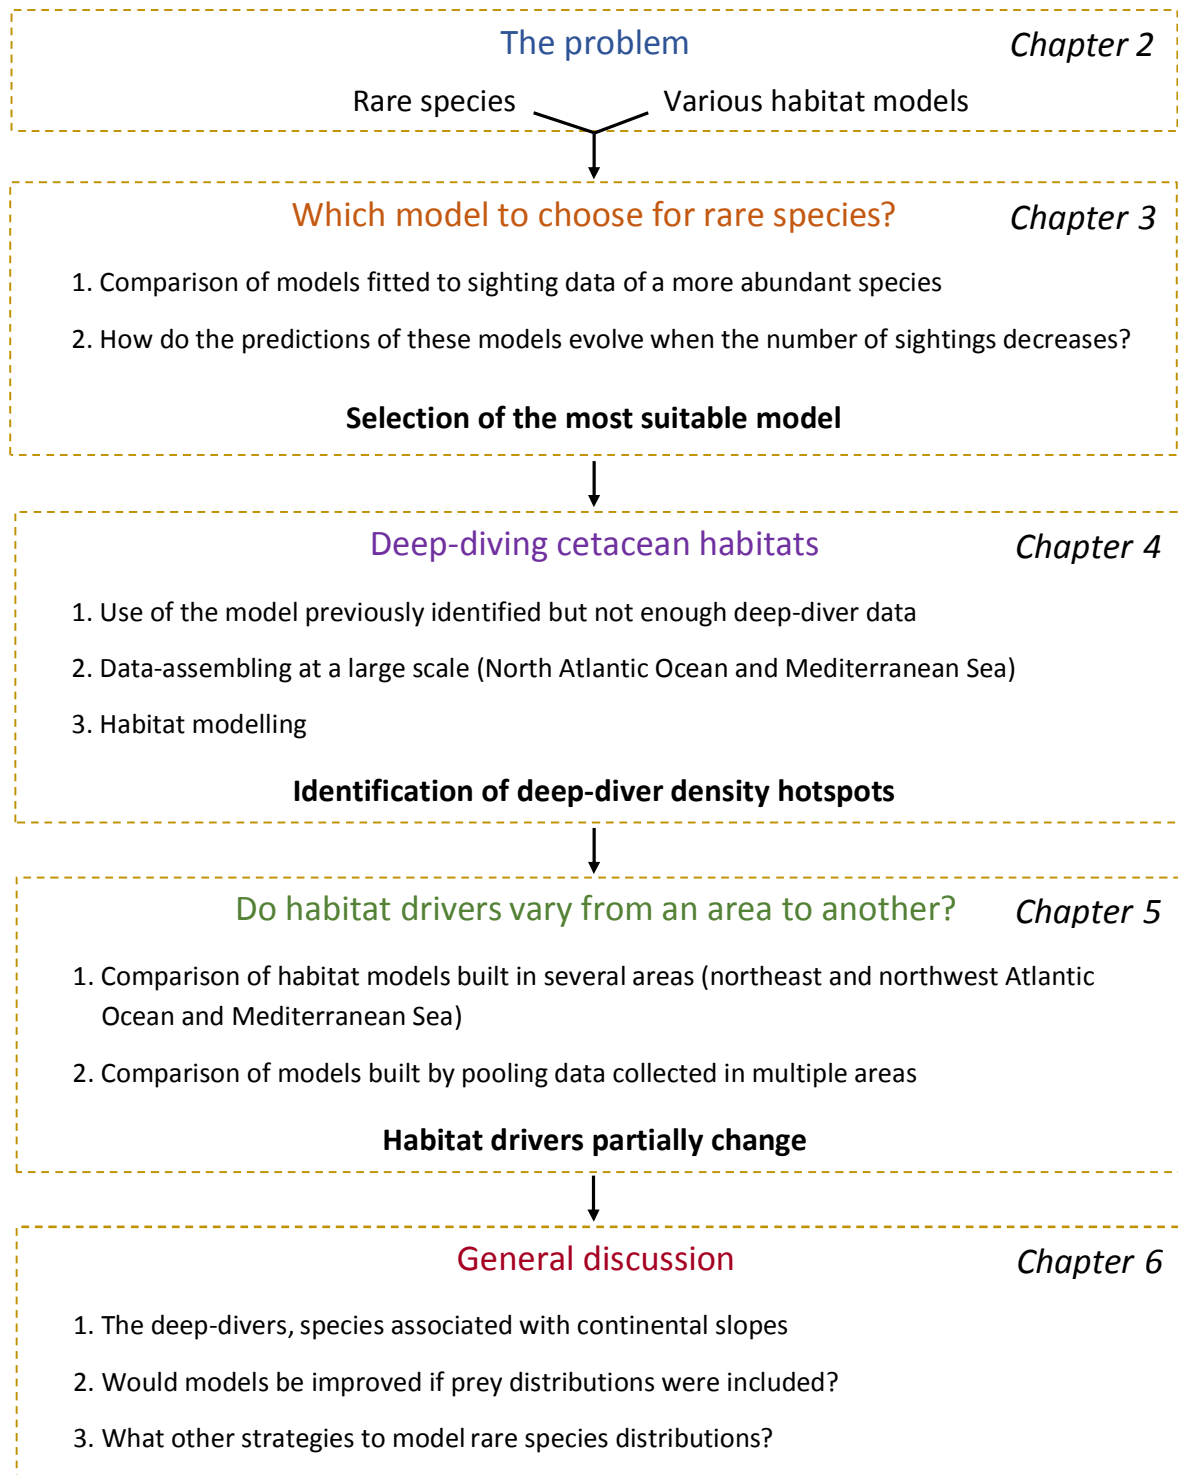 The problem
Chapter 2
Rare species
Various habitat models
Which model to choose for rare species?
Chapter 3
1. Comparison of models fitted to sighting data of a more abundant species
2. How do the predictions of these models evolve when the number of sightings decreases?
Selection of the most suitable model
Deep-diving cetacean habitats
Chapter 4
1. Use of the model previously identified but not enough deep-diver data
2. Data-assembling at a large scale (North Atlantic Ocean and Mediterranean Sea)
3. Habitat modelling
Identification of deep-diver density hotspots
Do habitat drivers vary from an area to another?
Chapter 5
1. Comparison of habitat models built in several areas (northeast and northwest Atlantic
Ocean and Mediterranean Sea)
2. Comparison of models built by pooling data collected in multiple areas
Habitat drivers partially change
General discussion
Chapter 6
1. The deep-divers, species associated with continental slopes
2. Would models be improved if prey distributions were included?
3. What other strategies to model rare species distributions?